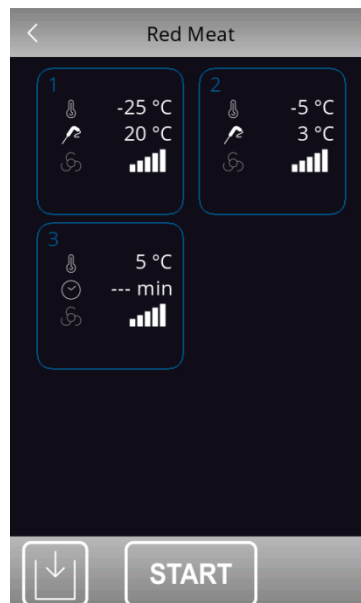 Red Meat
1
-25 °C
20 °C
2
-5 °C
3 °C
3
5 °C
--- min
START